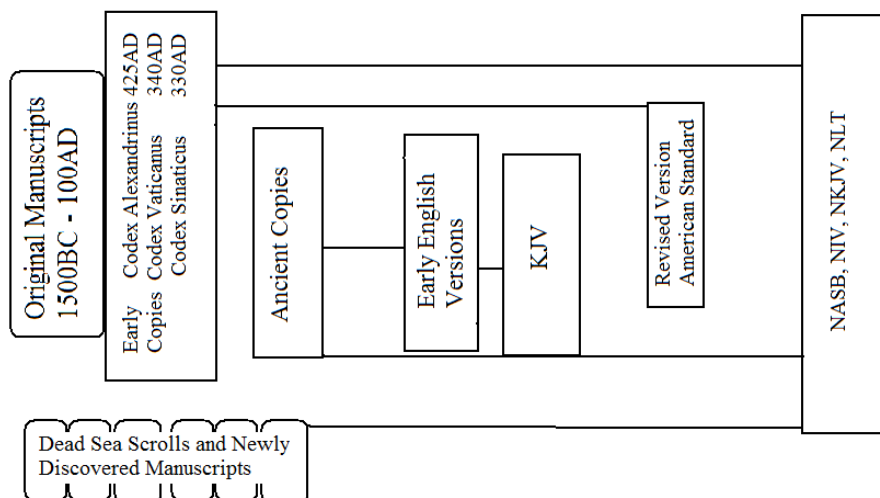 Original Manuscripts
1500BC - 100AD
Early Codex Alexandrinus 425AD
Copies Codex Vaticanus 340AD
Codex Sinaticus 330AD
Ancient Copies
Early English
Versions
KJV
Revised Version
American Standard
NASB, NIV, NKJV, NLT
Dead Sea Scrolls and Newly
Discovered Manuscripts